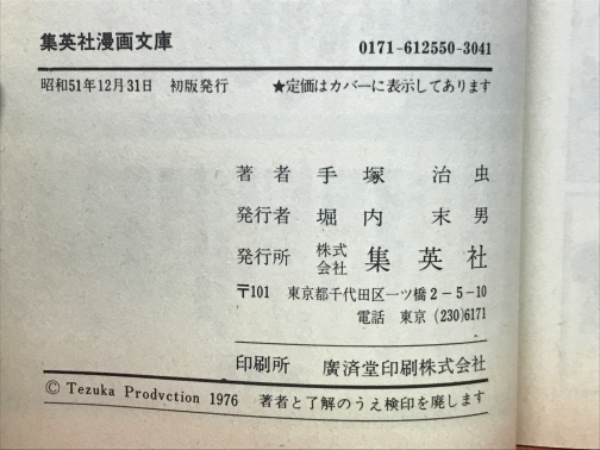 集英社漫画文庫 0171-612550-3041
昭和51年12月31日 初版発行 ★定価はカバーに表示してあります
著者 手塚治虫
発行者 堀内末男
発行所 株式会社 集英社
〒101 東京都千代田区一ツ橋2-5-10
電話 東京(230)6171
印刷所 廣済堂印刷株式会社
© Tezuka Prodvction 1976 著者と了解のうえ検印を廃します